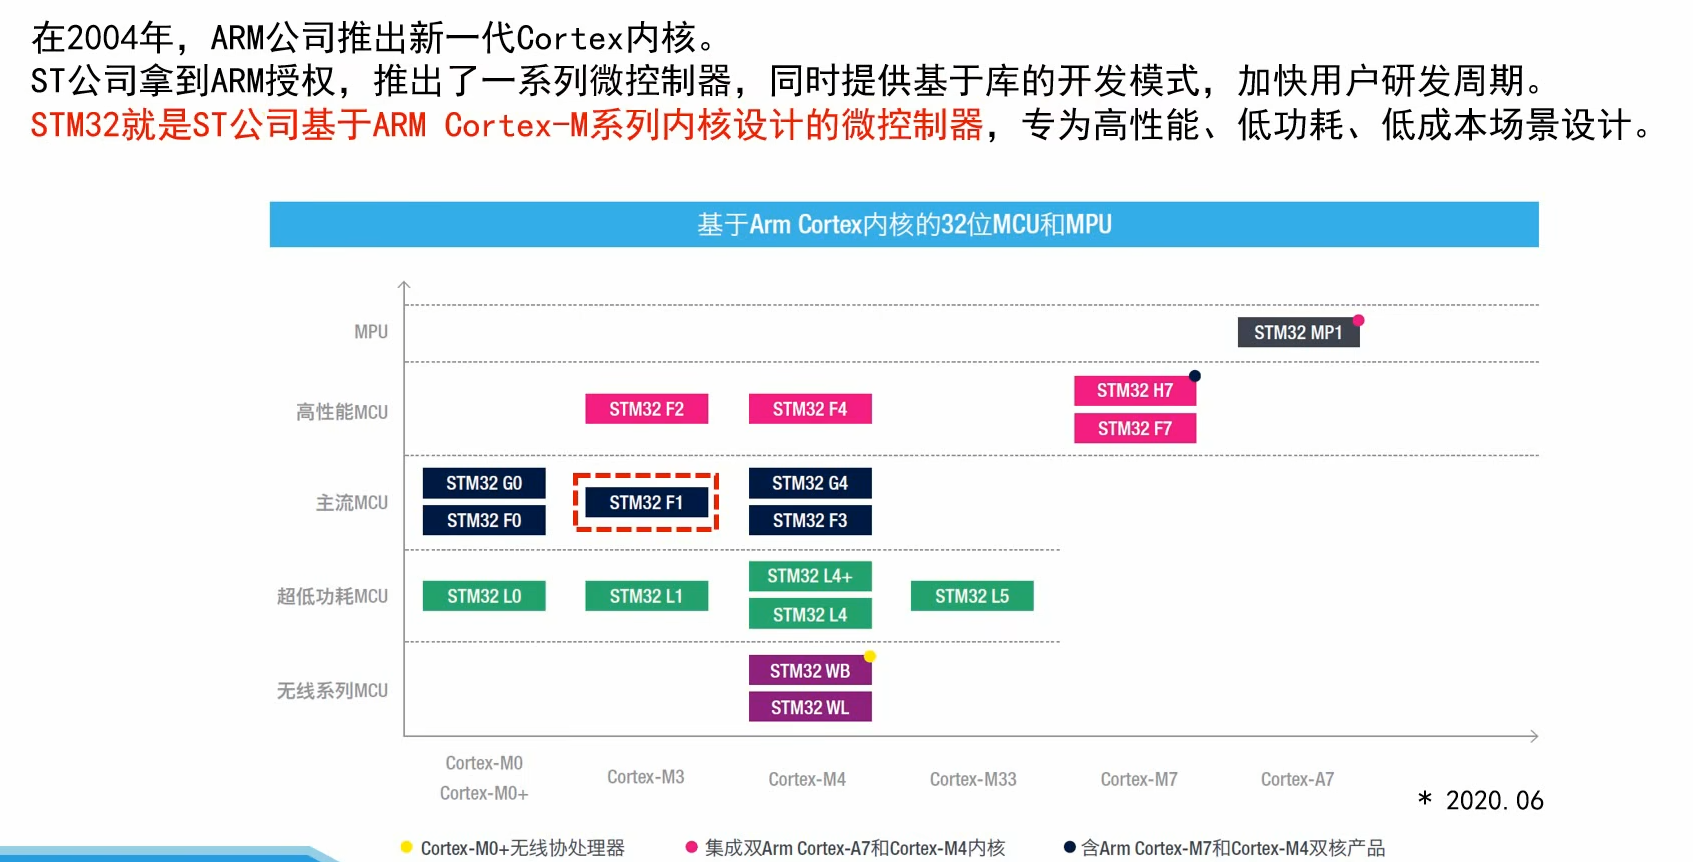 在2004年，ARM公司推出新一代Cortex内核。
ST公司拿到ARM授权，推出了一系列微控制器，同时提供基于库的开发模式，加快用户研发周期。
STM32就是ST公司基于ARM Cortex-M系列内核设计的微控制器，专为高性能、低功耗、低成本场景设计。
基于Arm Cortex内核的32位MCU和MPU
MPU
STM32 MP1
高性能MCU
STM32 F2
STM32 F4
STM32 H7
STM32 F7
主流MCU
STM32 G0
STM32 F0
STM32 F1
STM32 G4
STM32 F3
超低功耗MCU
STM32 L0
STM32 L1
STM32 L4+
STM32 L4
STM32 L5
无线系列MCU
STM32 WB
STM32 WL
Cortex-M0
Cortex-M0+
Cortex-M3
Cortex-M4
Cortex-M33
Cortex-M7
Cortex-A7
* 2020.06
Cortex-M0+无线协处理器
集成双Arm Cortex-A7和Cortex-M4内核
含Arm Cortex-M7和Cortex-M4双核产品